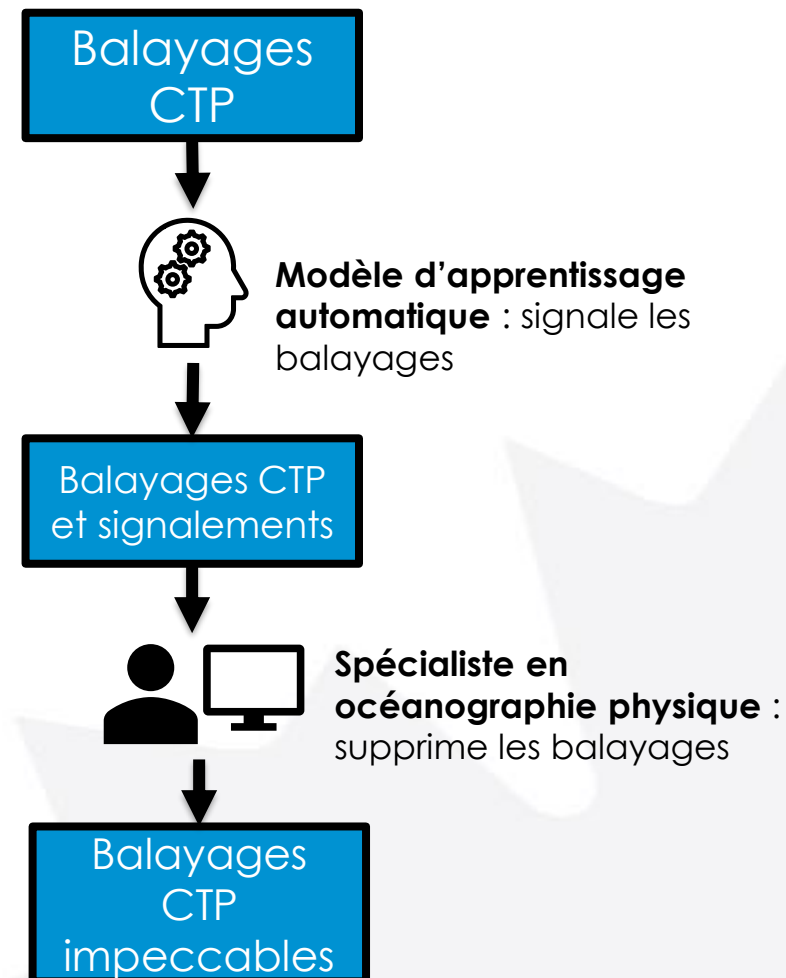 Balayages
CTP
Modèle d’apprentissage
automatique : signale les
balayages
Balayages CTP
et signalements
Spécialiste en
océanographie physique :
supprime les balayages
Balayages
CTP
impeccables